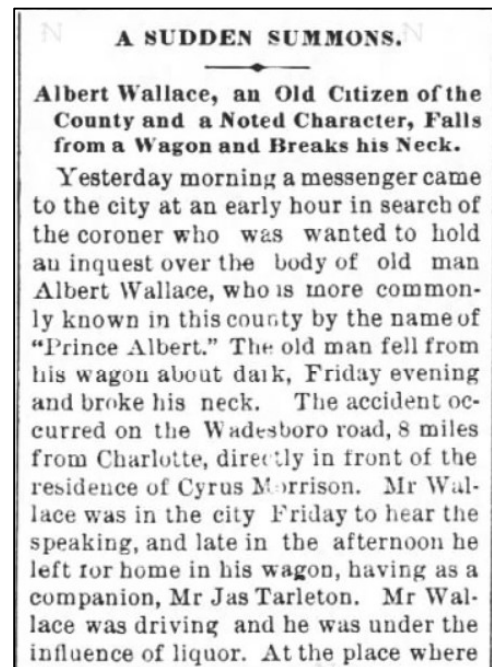 A SUDDEN SUMMONS.
Albert Wallace, an Old Citizen of the
County and a Noted Character, Falls
from a Wagon and Breaks his Neck.
Yesterday morning a messenger came
to the city at an early hour in search of
the coroner who was wanted to hold
an inquest over the body of old man
Albert Wallace, who is more common-
ly known in this county by the name of
"Prince Albert." The old man fell from
his wagon about dark, Friday evening
and broke his neck. The accident oc-
curred on the Wadesboro road, 8 miles
from Charlotte, directly in front of the
residence of Cyrus Morrison. Mr Wal-
lace was in the city Friday to hear the
speaking, and late in the afternoon he
left for home in his wagon, having as a
companion, Mr Jas Tarleton. Mr Wal-
lace was driving and he was under the
influence of liquor. At the place where